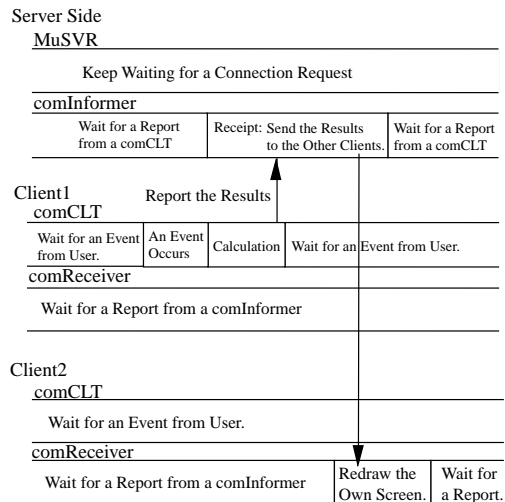 Server Side
MuSVR
Keep Waiting for a Connection Request
comInformer
Wait for a Report
from a comCLT
Receipt: Send the Results
to the Other Clients.
Wait for a Report
from a comCLT
Report the Results
Client1
comCLT
Wait for an Event
from User.
An Event
Occurs
Calculation
Wait for an Event from User.
comReceiver
Wait for a Report from a comInformer
Client2
comCLT
Wait for an Event from User.
comReceiver
Wait for a Report from a comInformer
Redraw the
Own Screen.
Wait for
a Report.